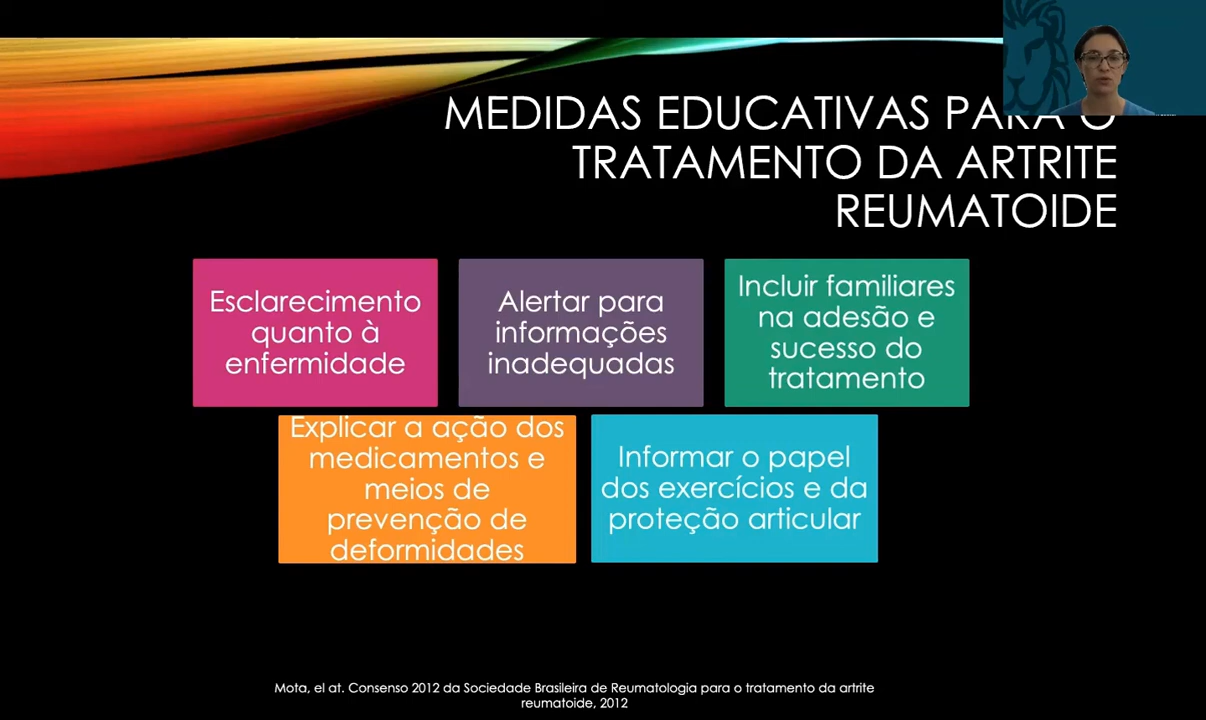 MEDIDAS EDUCATIVAS PARA O
TRATAMENTO DA ARTRITE
REUMATOIDE
Esclarecimento
quanto à
enfermidade
Alertar para
informações
inadequadas
Incluir familiares
na adesão e
sucesso do
tratamento
Explicar a ação dos
medicamentos e
meios de
prevenção de
deformidades
Informar o papel
dos exercícios e da
proteção articular
Mota, el at. Consenso 2012 da Sociedade Brasileira de Reumatologia para o tratamento da artrite
reumatoide, 2012